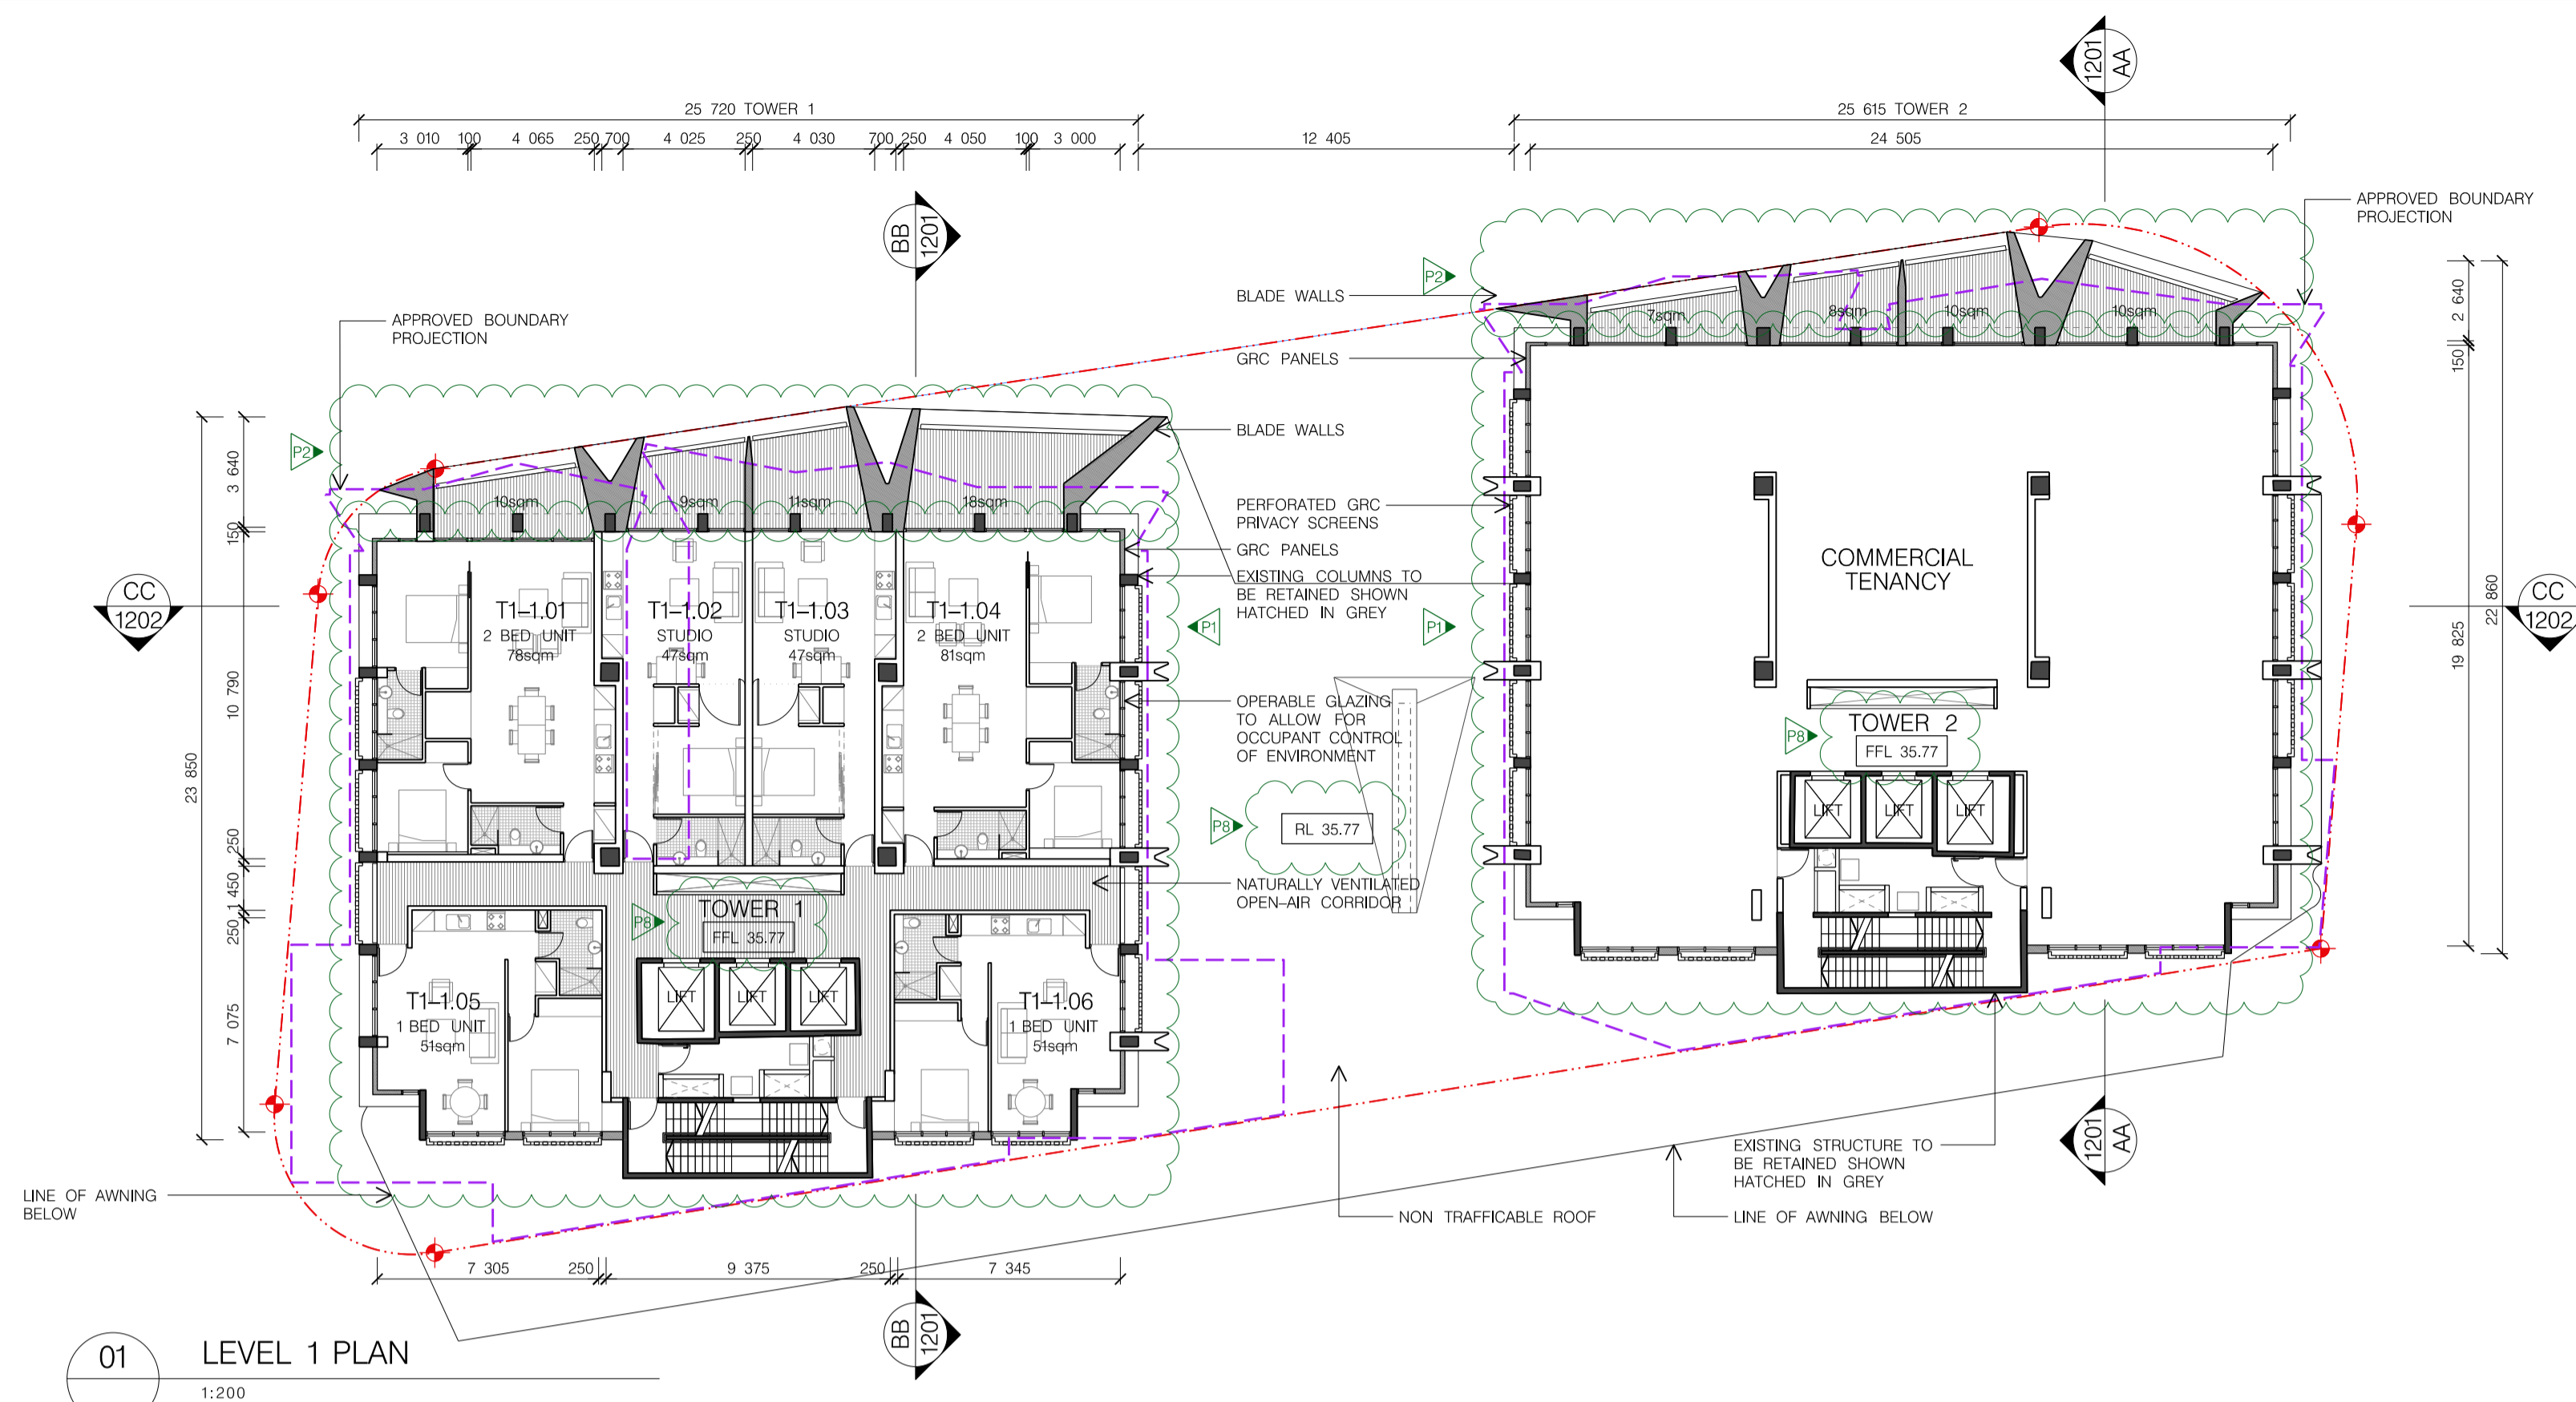 1201
AA
25 720 TOWER 1
25 615 TOWER 2
3 010
100
4 065
250
700
4 025
250
4 030
700
250
4 050
100
3 000
12 405
24 505
APPROVED BOUNDARY
PROJECTION
BB
1201
P2
BLADE WALLS
2 640
150
7sqm
8sqm
10sqm
10sqm
APPROVED BOUNDARY
PROJECTION
GRC PANELS
BLADE WALLS
P2
3 640
150
10sqm
9sqm
11sqm
18sqm
PERFORATED GRC
PRIVACY SCREENS
GRC PANELS
EXISTING COLUMNS TO
BE RETAINED SHOWN
HATCHED IN GREY
COMMERCIAL
TENANCY
CC
1202
CC
1202
22 860
19 825
T1-1.01
2 BED UNIT
78sqm
T1-1.02
STUDIO
47sqm
T1-1.03
STUDIO
47sqm
T1-1.04
2 BED UNIT
81sqm
P1
P1
10 790
23 850
OPERABLE GLAZING
TO ALLOW FOR
OCCUPANT CONTROL
OF ENVIRONMENT
P8
TOWER 2
FFL 35.77
LIFT
LIFT
LIFT
P8
RL 35.77
250
1 450
250
NATURALLY VENTILATED
OPEN-AIR CORRIDOR
P8
TOWER 1
FFL 35.77
LIFT
LIFT
LIFT
7 075
T1-1.05
1 BED UNIT
51sqm
T1-1.06
1 BED UNIT
51sqm
1201
AA
EXISTING STRUCTURE TO
BE RETAINED SHOWN
HATCHED IN GREY
LINE OF AWNING
BELOW
NON TRAFFICABLE ROOF
LINE OF AWNING BELOW
7 305
250
9 375
250
7 345
BB
1201
01
LEVEL 1 PLAN
1:200